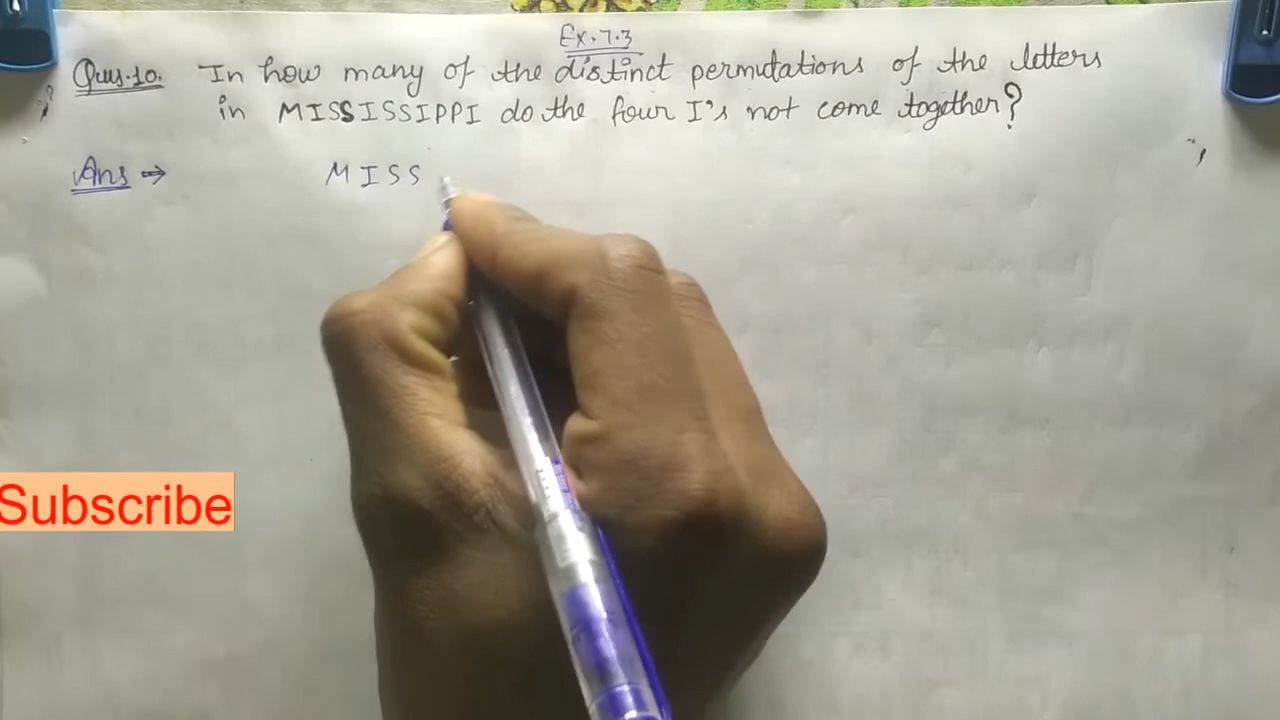 Ex. 7.3
Ques.10. In how many of the distinct permutations of the letters
in MISSISSIPPI do the four I's not come together?
Ans → MISS
Subscribe